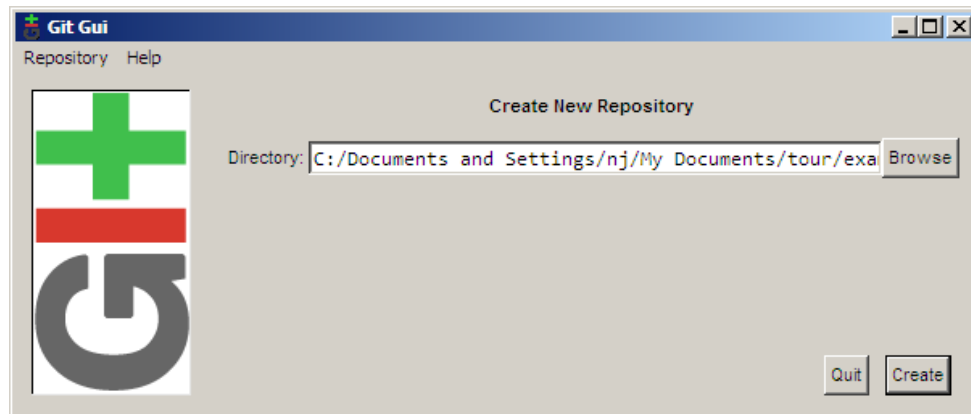 Git Gui
Repository Help
Create New Repository
Directory: C:/Documents and Settings/nj/My Documents/tour/exa Browse
GIt
Quit Create